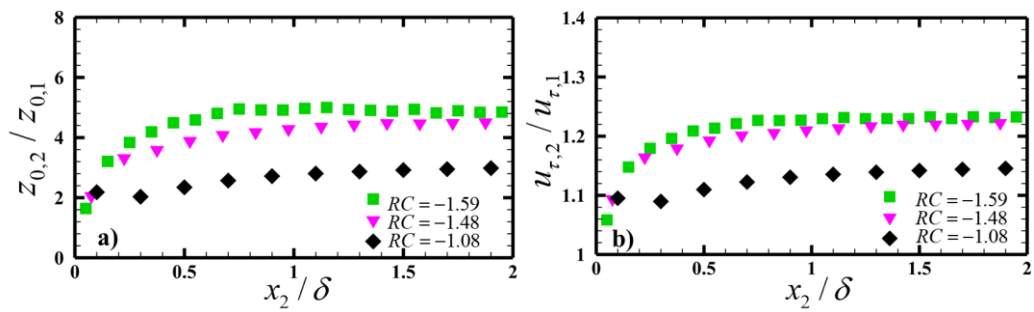 8
6
4
2
0
z₀,₂ / z₀,₁
a)
RC = −1.59
RC = −1.48
RC = −1.08
0 0.5 1 1.5 2
x₂ / δ
1.4
1.3
1.2
1.1
1
u_τ,₂ / u_τ,₁
b)
RC = −1.59
RC = −1.48
RC = −1.08
0 0.5 1 1.5 2
x₂ / δ